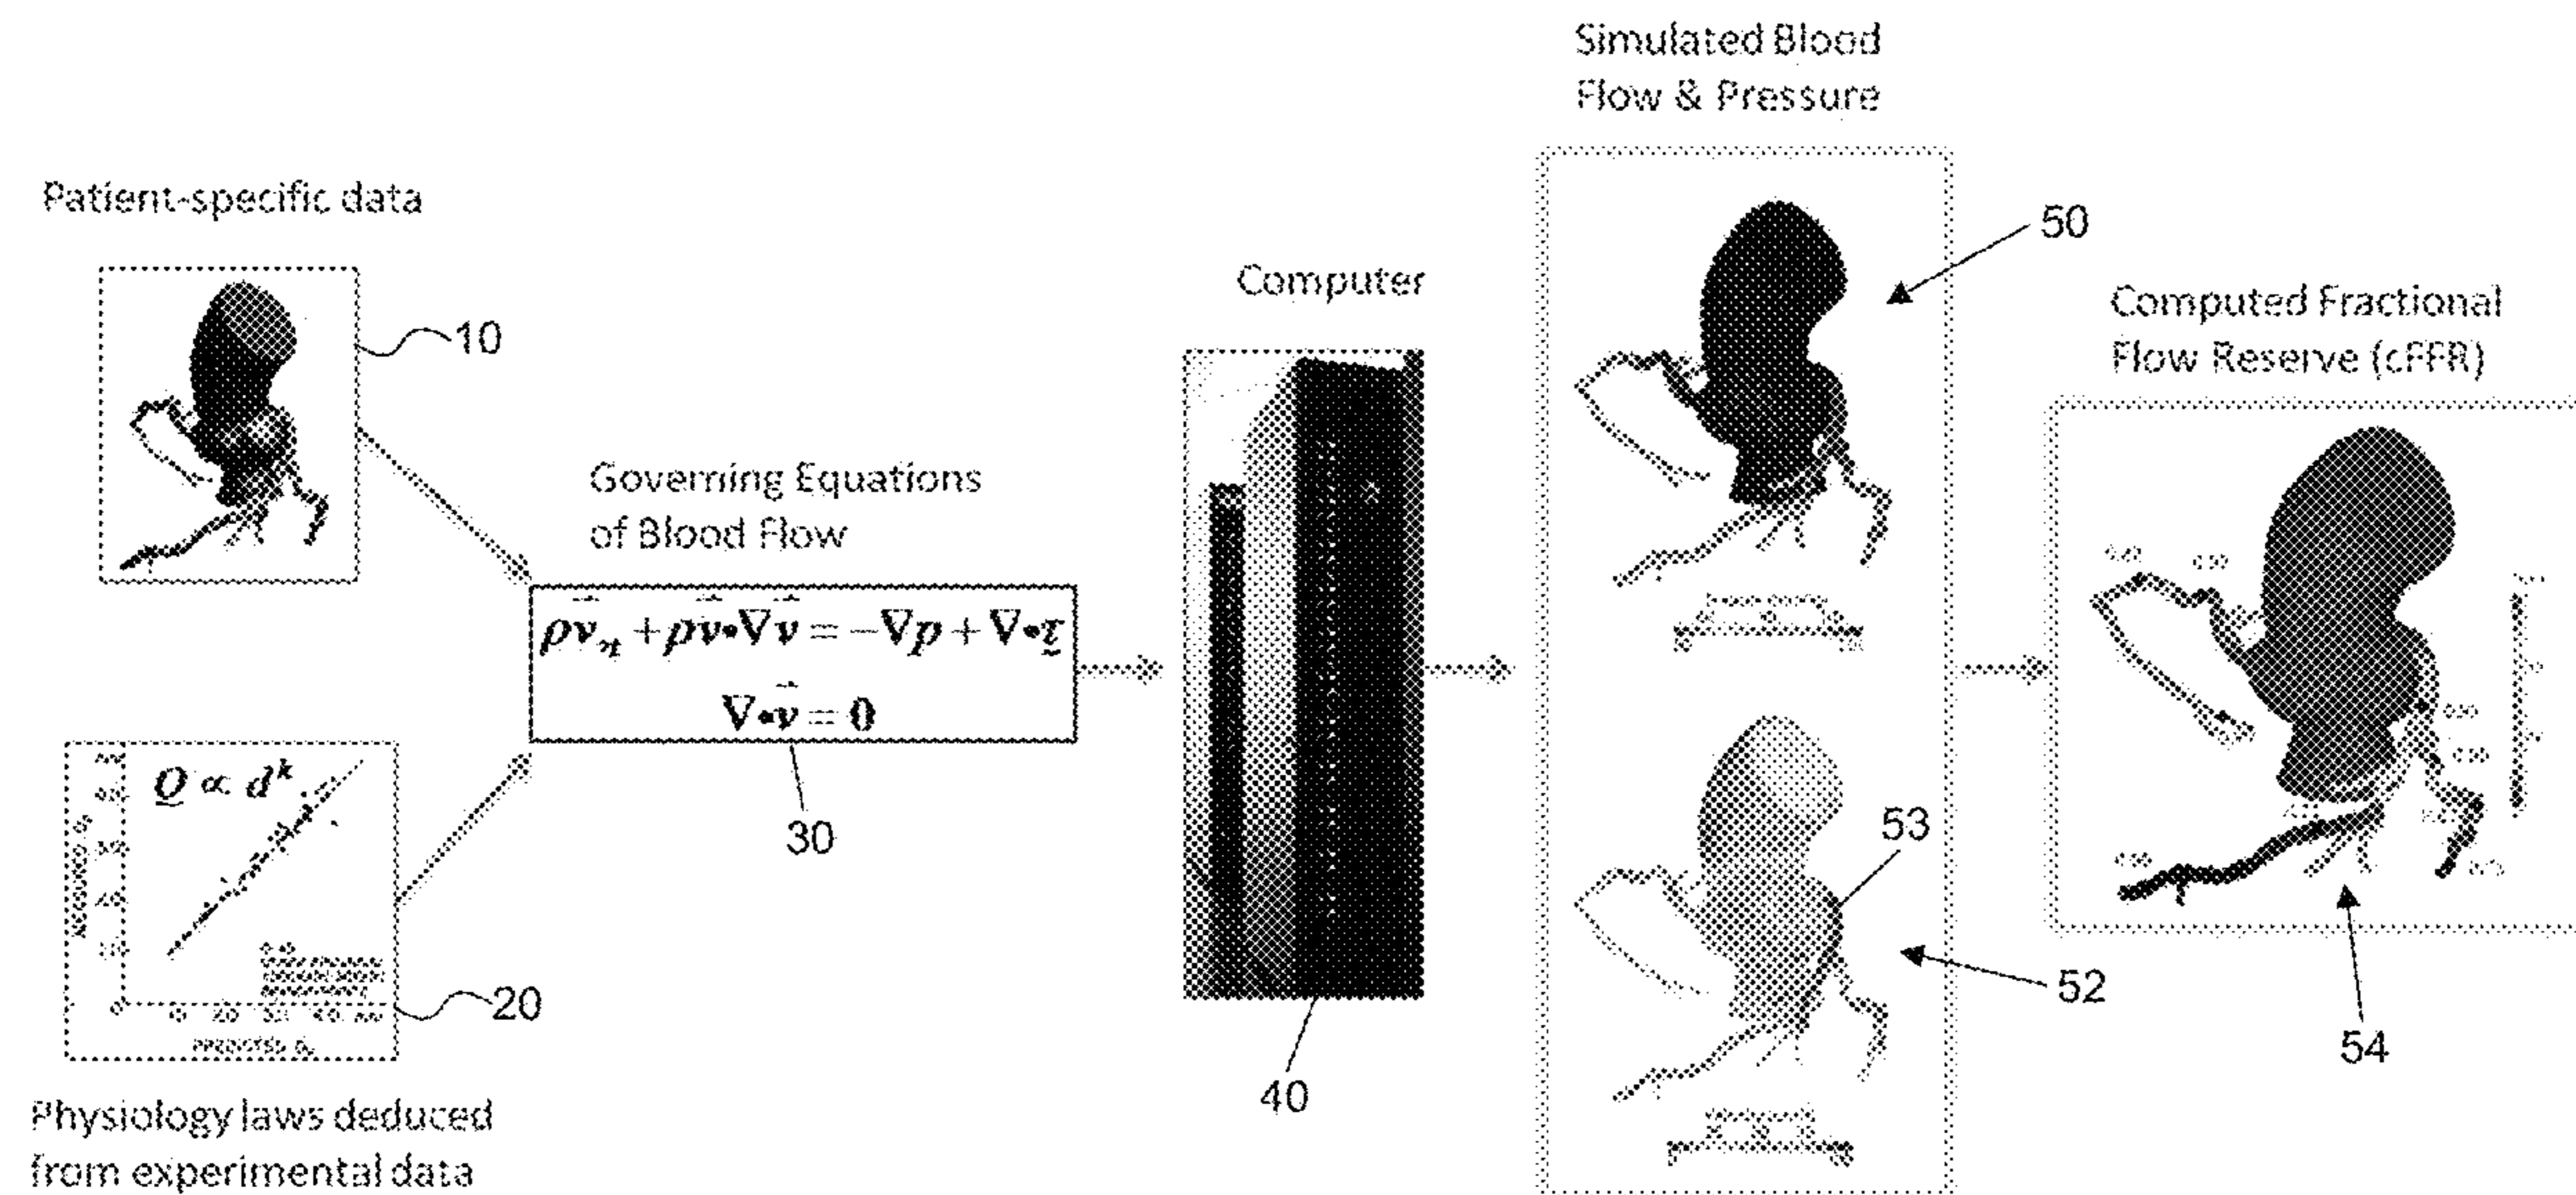 Simulated Blood
Flow & Pressure
Patient-specific data
50
Computer
Computed Fractional
Flow Reserve (cFFR)
10
Governing Equations
of Blood Flow
ρv⃗,t + ρv⃗•∇v⃗ = −∇p + ∇•τ
∇•v⃗ = 0
Q ∝ d^k
30
53
20
52
54
40
Physiology laws deduced
from experimental data